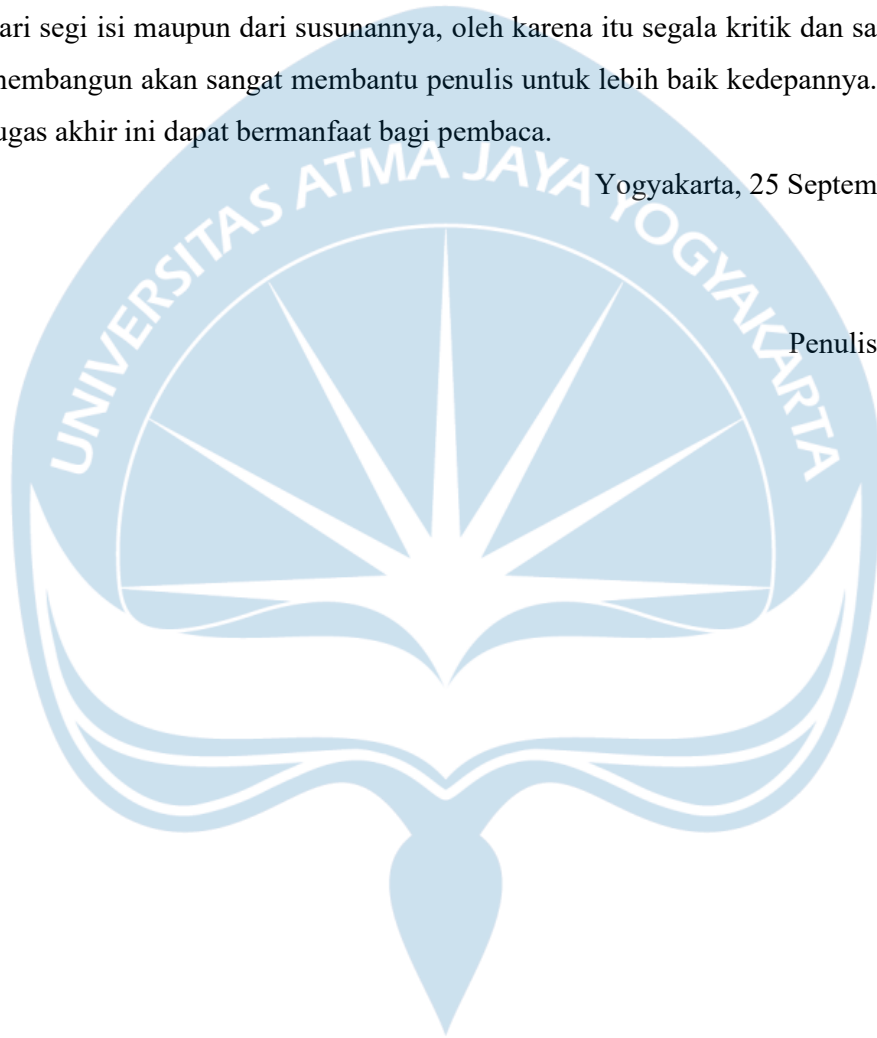 ari segi isi maupun dari susunannya, oleh karena itu segala kritik dan sa
nembangun akan sangat membantu penulis untuk lebih baik kedepannya.
ugas akhir ini dapat bermanfaat bagi pembaca.
Yogyakarta, 25 Septem
UNIVERSITAS ATMA JAYA YOGYAKARTA
Penulis